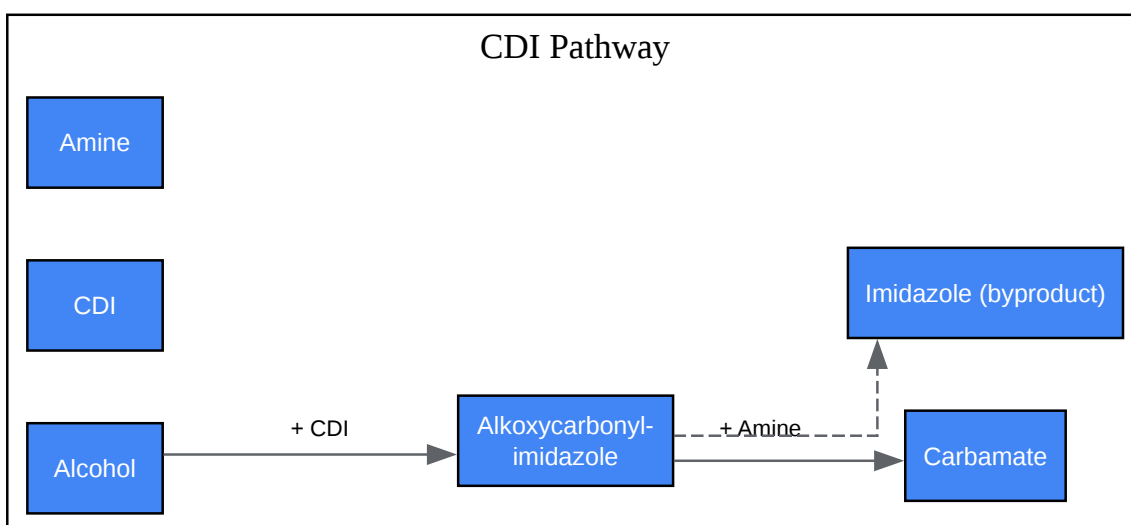 CDI Pathway
Amine
CDI
Imidazole (byproduct)
Alcohol
+ CDI
Alkoxycarbonyl-
imidazole
+ Amine
Carbamate